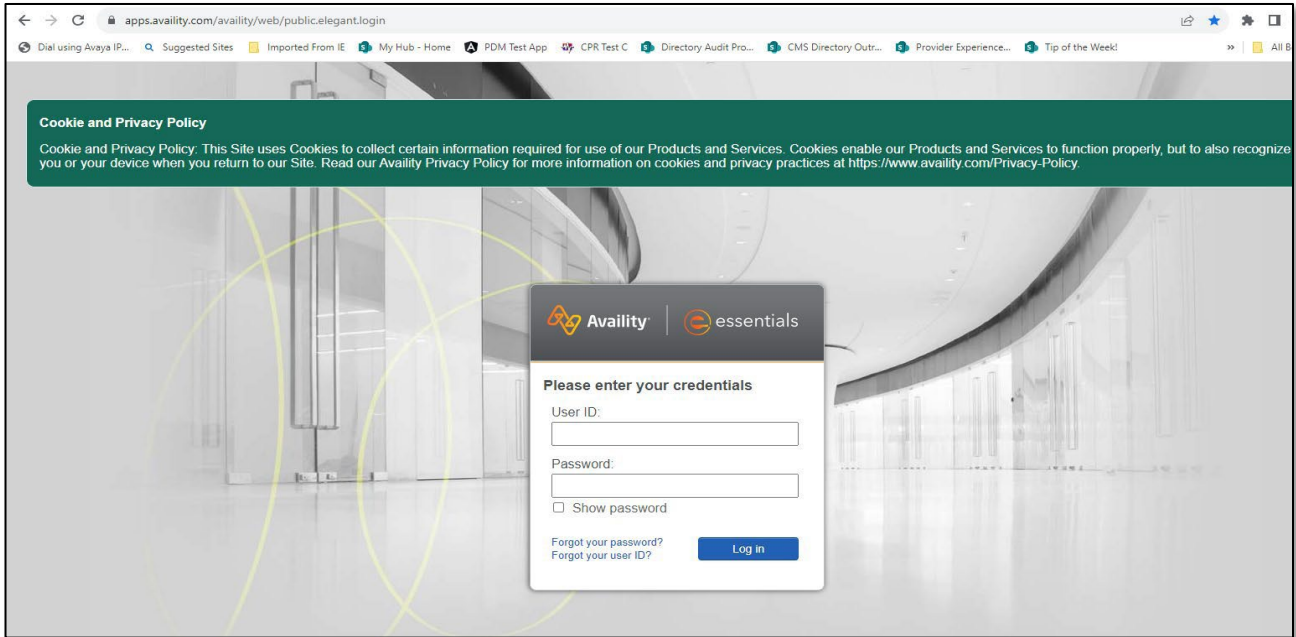 apps.availity.com/availity/web/public.elegant.login
Dial using Avaya IP... Suggested Sites Imported From IE My Hub - Home PDM Test App CPR Test C Directory Audit Pro... CMS Directory Outr... Provider Experience... Tip of the Week! » All B
Cookie and Privacy Policy
Cookie and Privacy Policy: This Site uses Cookies to collect certain information required for use of our Products and Services. Cookies enable our Products and Services to function properly, but to also recognize
you or your device when you return to our Site. Read our Availity Privacy Policy for more information on cookies and privacy practices at https://www.availity.com/Privacy-Policy.
Availity e essentials
Please enter your credentials
User ID:
Password:
Show password
Forgot your password?
Forgot your user ID?
Log in